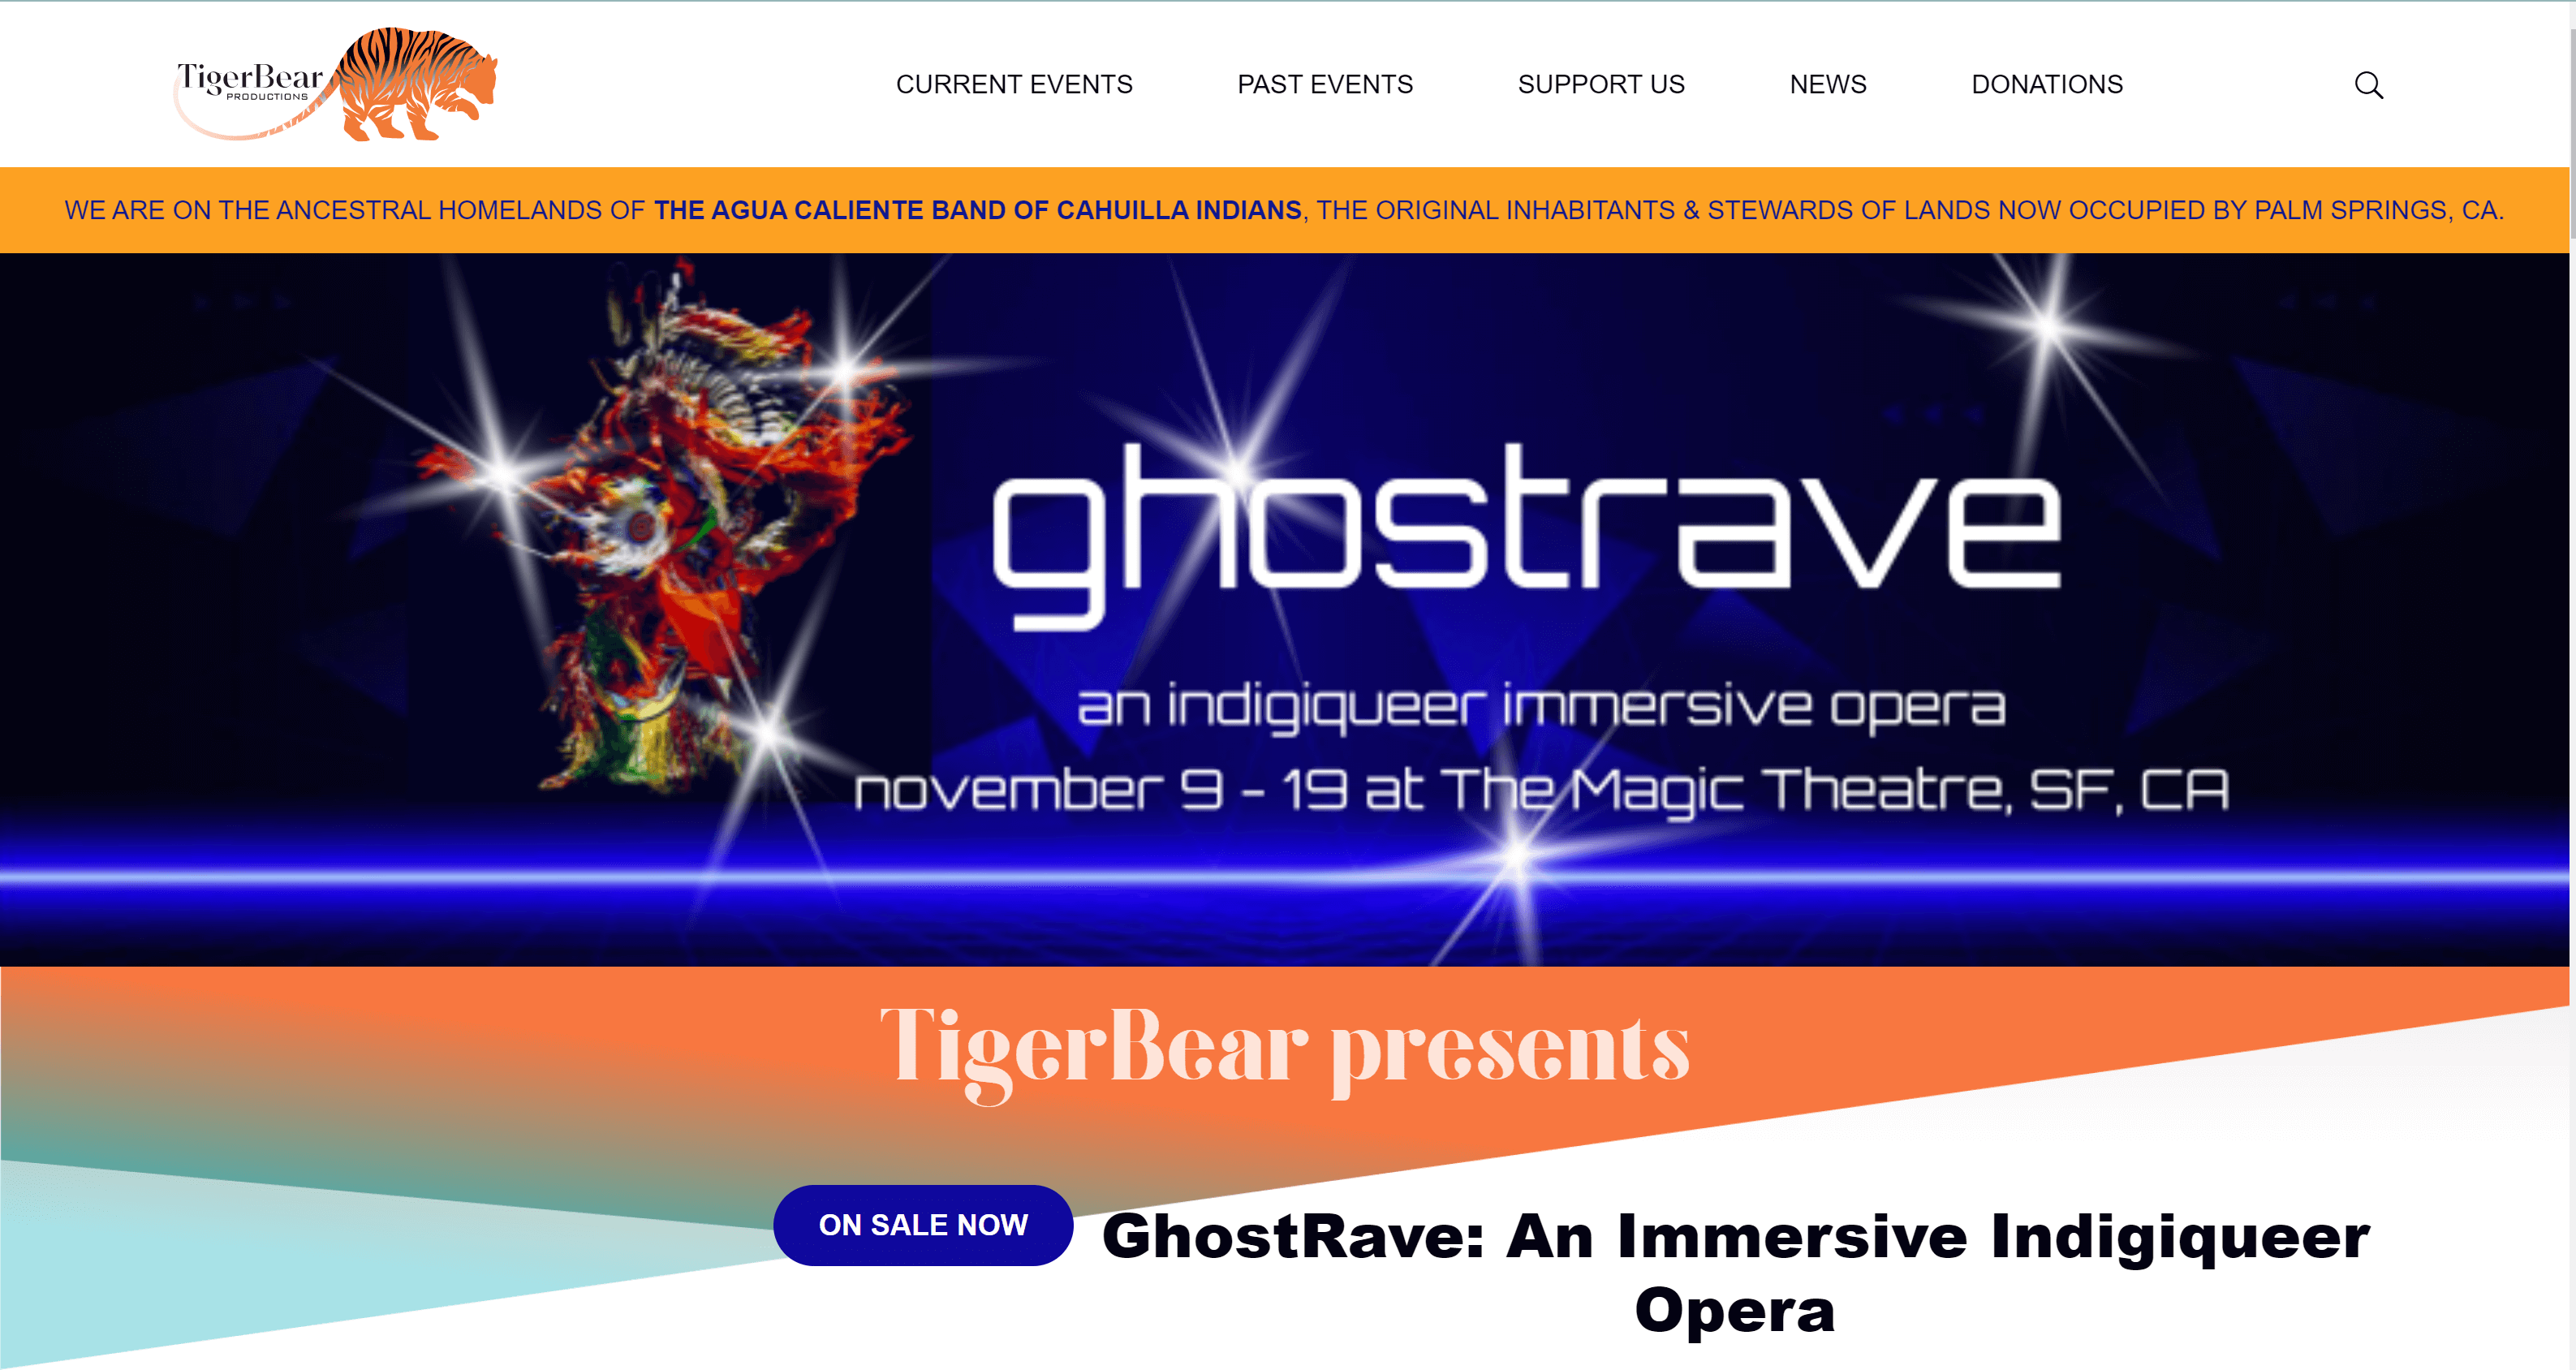 TigerBear
PRODUCTIONS
CURRENT EVENTS
PAST EVENTS
SUPPORT US
NEWS
DONATIONS
WE ARE ON THE ANCESTRAL HOMELANDS OF THE AGUA CALIENTE BAND OF CAHUILLA INDIANS, THE ORIGINAL INHABITANTS & STEWARDS OF LANDS NOW OCCUPIED BY PALM SPRINGS, CA.
ghostrave
an indigiqueer immersive opera
november 9 - 19 at The Magic Theatre, SF, CA
TigerBear presents
ON SALE NOW
GhostRave: An Immersive Indigiqueer
Opera